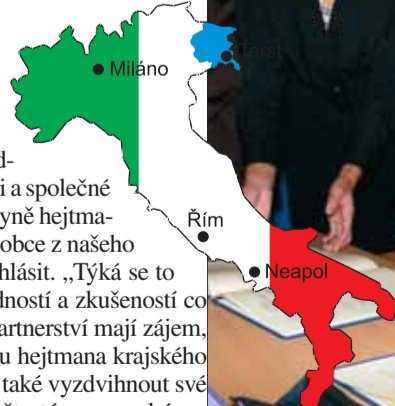 Terst
Miláno
d-
i a společné
yně hejtma-
obce z našeho
Řím
hlásit. „Týká se to
Neapol
dností a zkušeností co
artnerství mají zájem,
u hejtmana krajského
také vyzdvihnout své